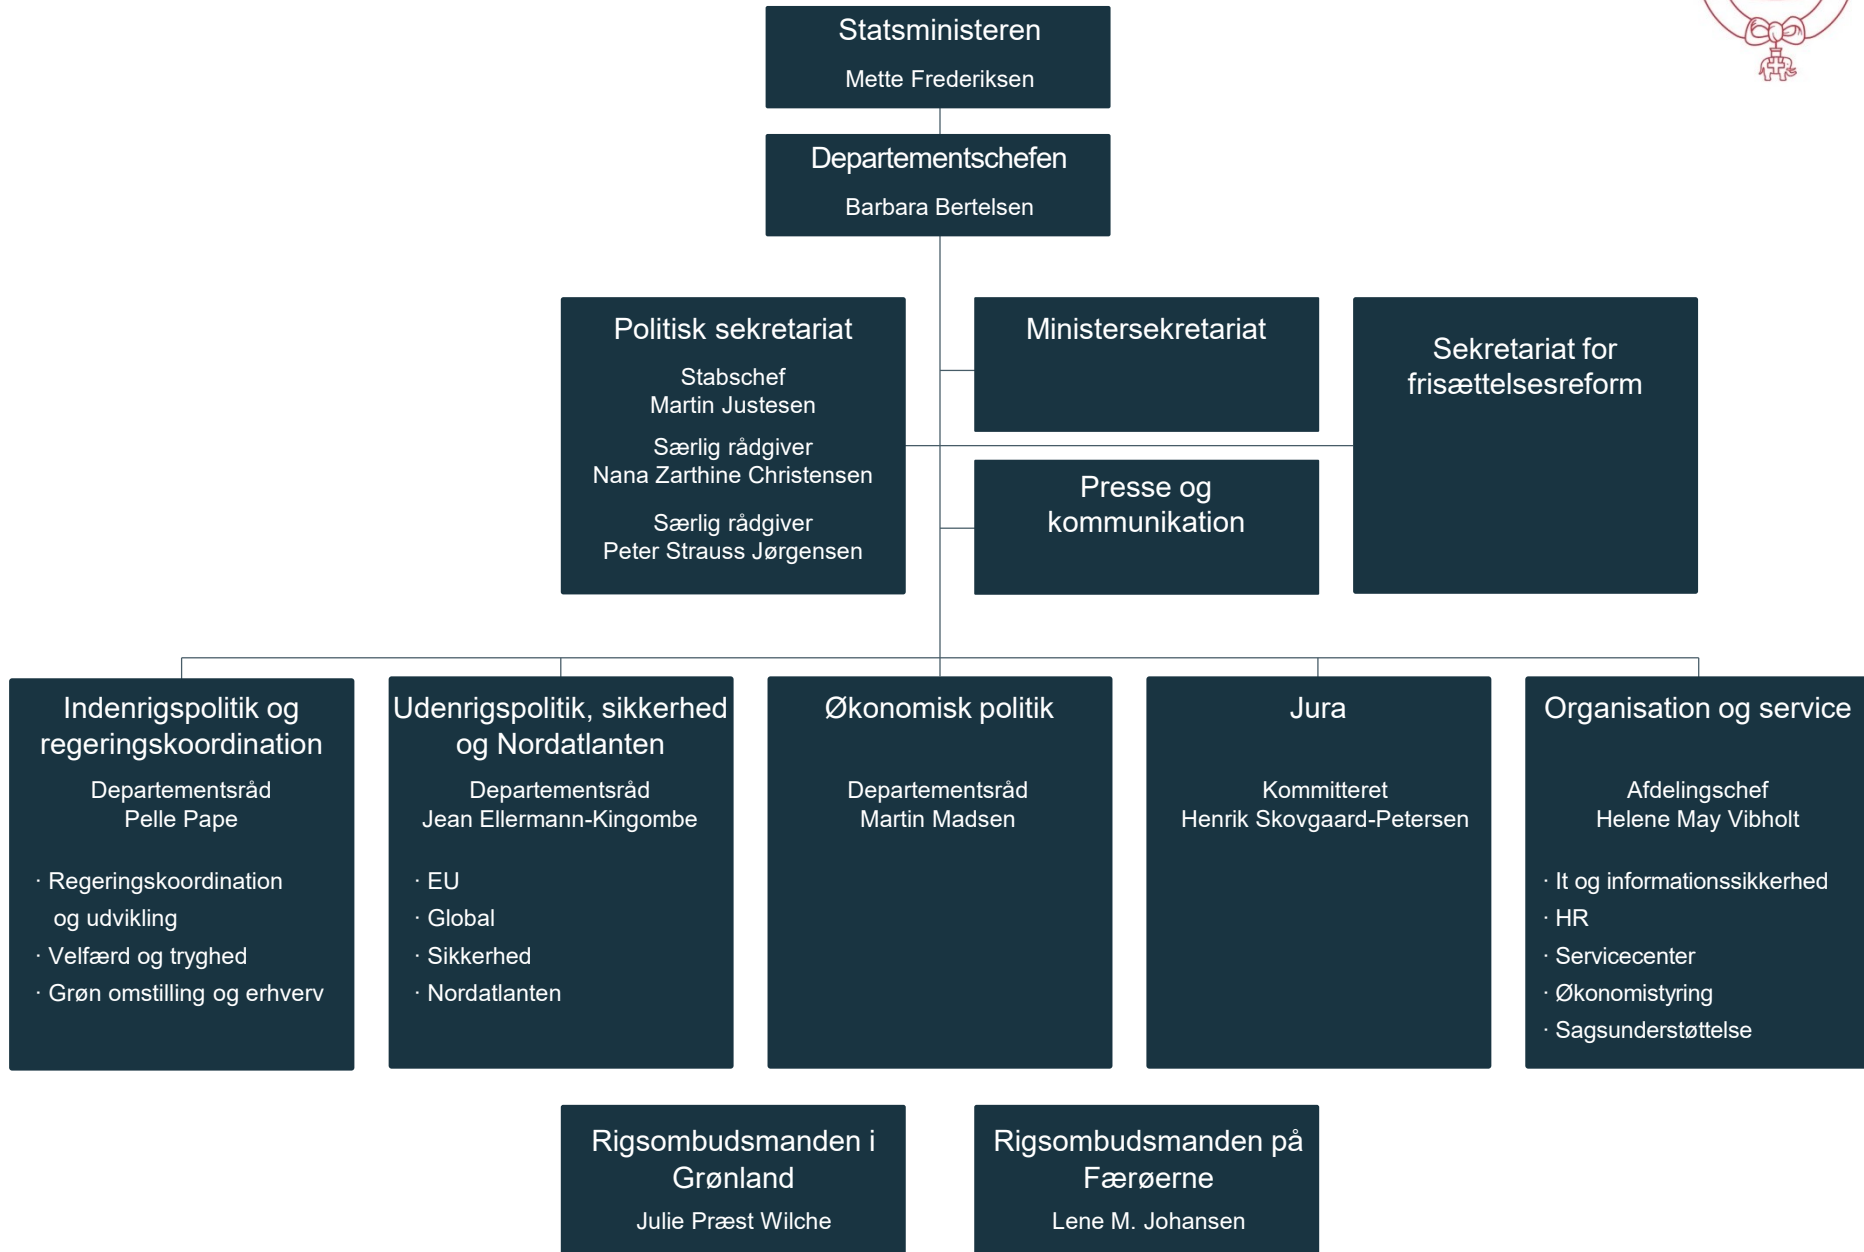 Statsministeren
Mette Frederiksen
Departementschefen
Barbara Bertelsen
Politisk sekretariat
Stabschef
Martin Justesen
Særlig rådgiver
Nana Zarthine Christensen
Særlig rådgiver
Peter Strauss Jørgensen
Ministersekretariat
Presse og
kommunikation
Sekretariat for
frisættelsesreform
Indenrigspolitik og
regeringskoordination
Departementsråd
Pelle Pape
· Regeringskoordination
og udvikling
· Velfærd og tryghed
· Grøn omstilling og erhverv
Udenrigspolitik, sikkerhed
og Nordatlanten
Departementsråd
Jean Ellermann-Kingombe
· EU
· Global
· Sikkerhed
· Nordatlanten
Økonomisk politik
Departementsråd
Martin Madsen
Jura
Kommitteret
Henrik Skovgaard-Petersen
Organisation og service
Afdelingschef
Helene May Vibholt
· It og informationssikkerhed
· HR
· Servicecenter
· Økonomistyring
· Sagsunderstøttelse
Rigsombudsmanden i
Grønland
Julie Præst Wilche
Rigsombudsmanden på
Færøerne
Lene M. Johansen